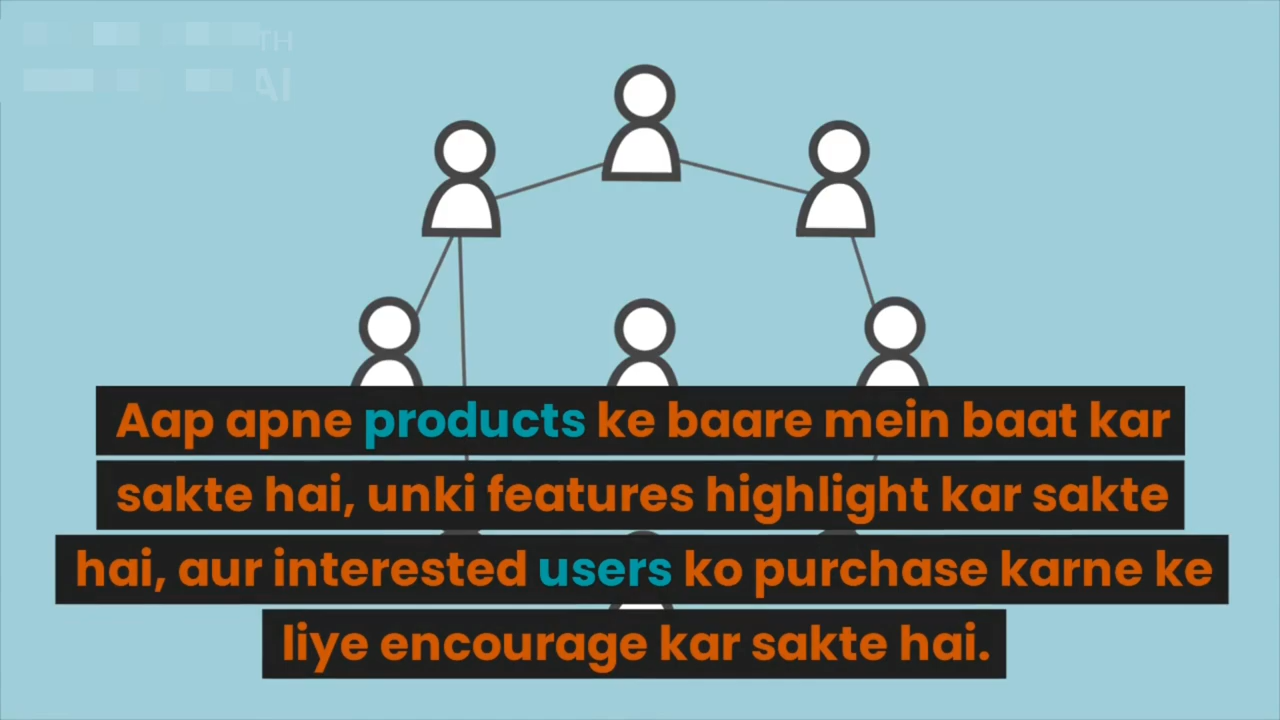 Aap apne products ke baare mein baat kar
sakte hai, unki features highlight kar sakte
hai, aur interested users ko purchase karne ke
liye encourage kar sakte hai.